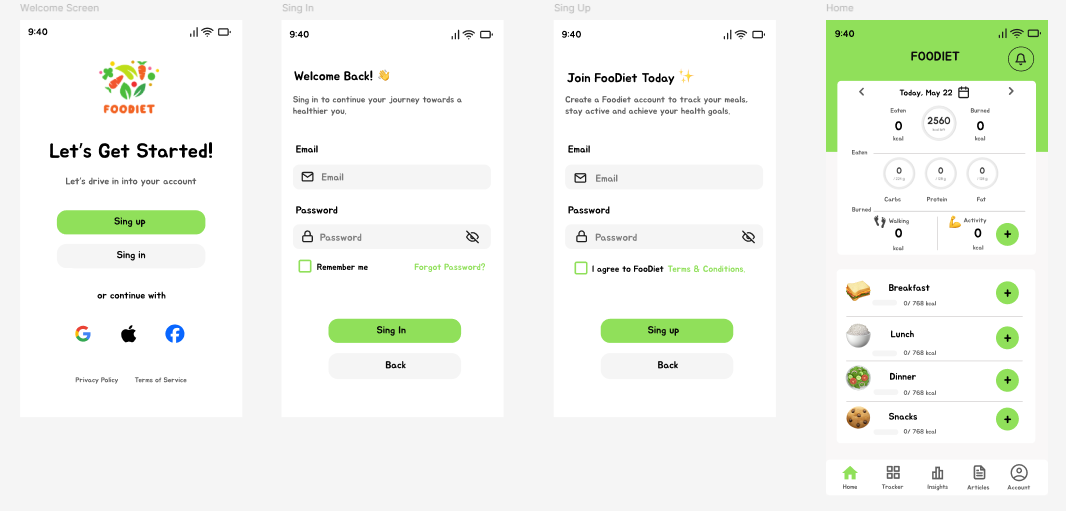 Welcome Screen
9:40
FOODIET
Let's Get Started!
Let's drive in into your account
Sing up
Sing in
or continue with
Privacy Policy Terms of Service
Sing In
9:40
Welcome Back! 👋
Sing in to continue your journey towards a
healthier you.
Email
Email
Password
Password
Remember me Forgot Password?
Sing In
Back
Sing Up
9:40
Join FooDiet Today ✨
Create a Foodiet account to track your meals,
stay active and achieve your health goals.
Email
Email
Password
Password
I agree to FooDiet Terms & Conditions.
Sing up
Back
Home
9:40
FOODIET
Today, May 22
Eaten
0
kcal
2560
Burned
0
kcal
Eaten
0
0
0
Carbs Protein Fat
Burned
Walking
0
kcal
Activity
0
kcal
Breakfast
0/ 768 kcal
Lunch
0/ 768 kcal
Dinner
0/ 768 kcal
Snacks
0/ 768 kcal
Home Tracker Insights Articles Account